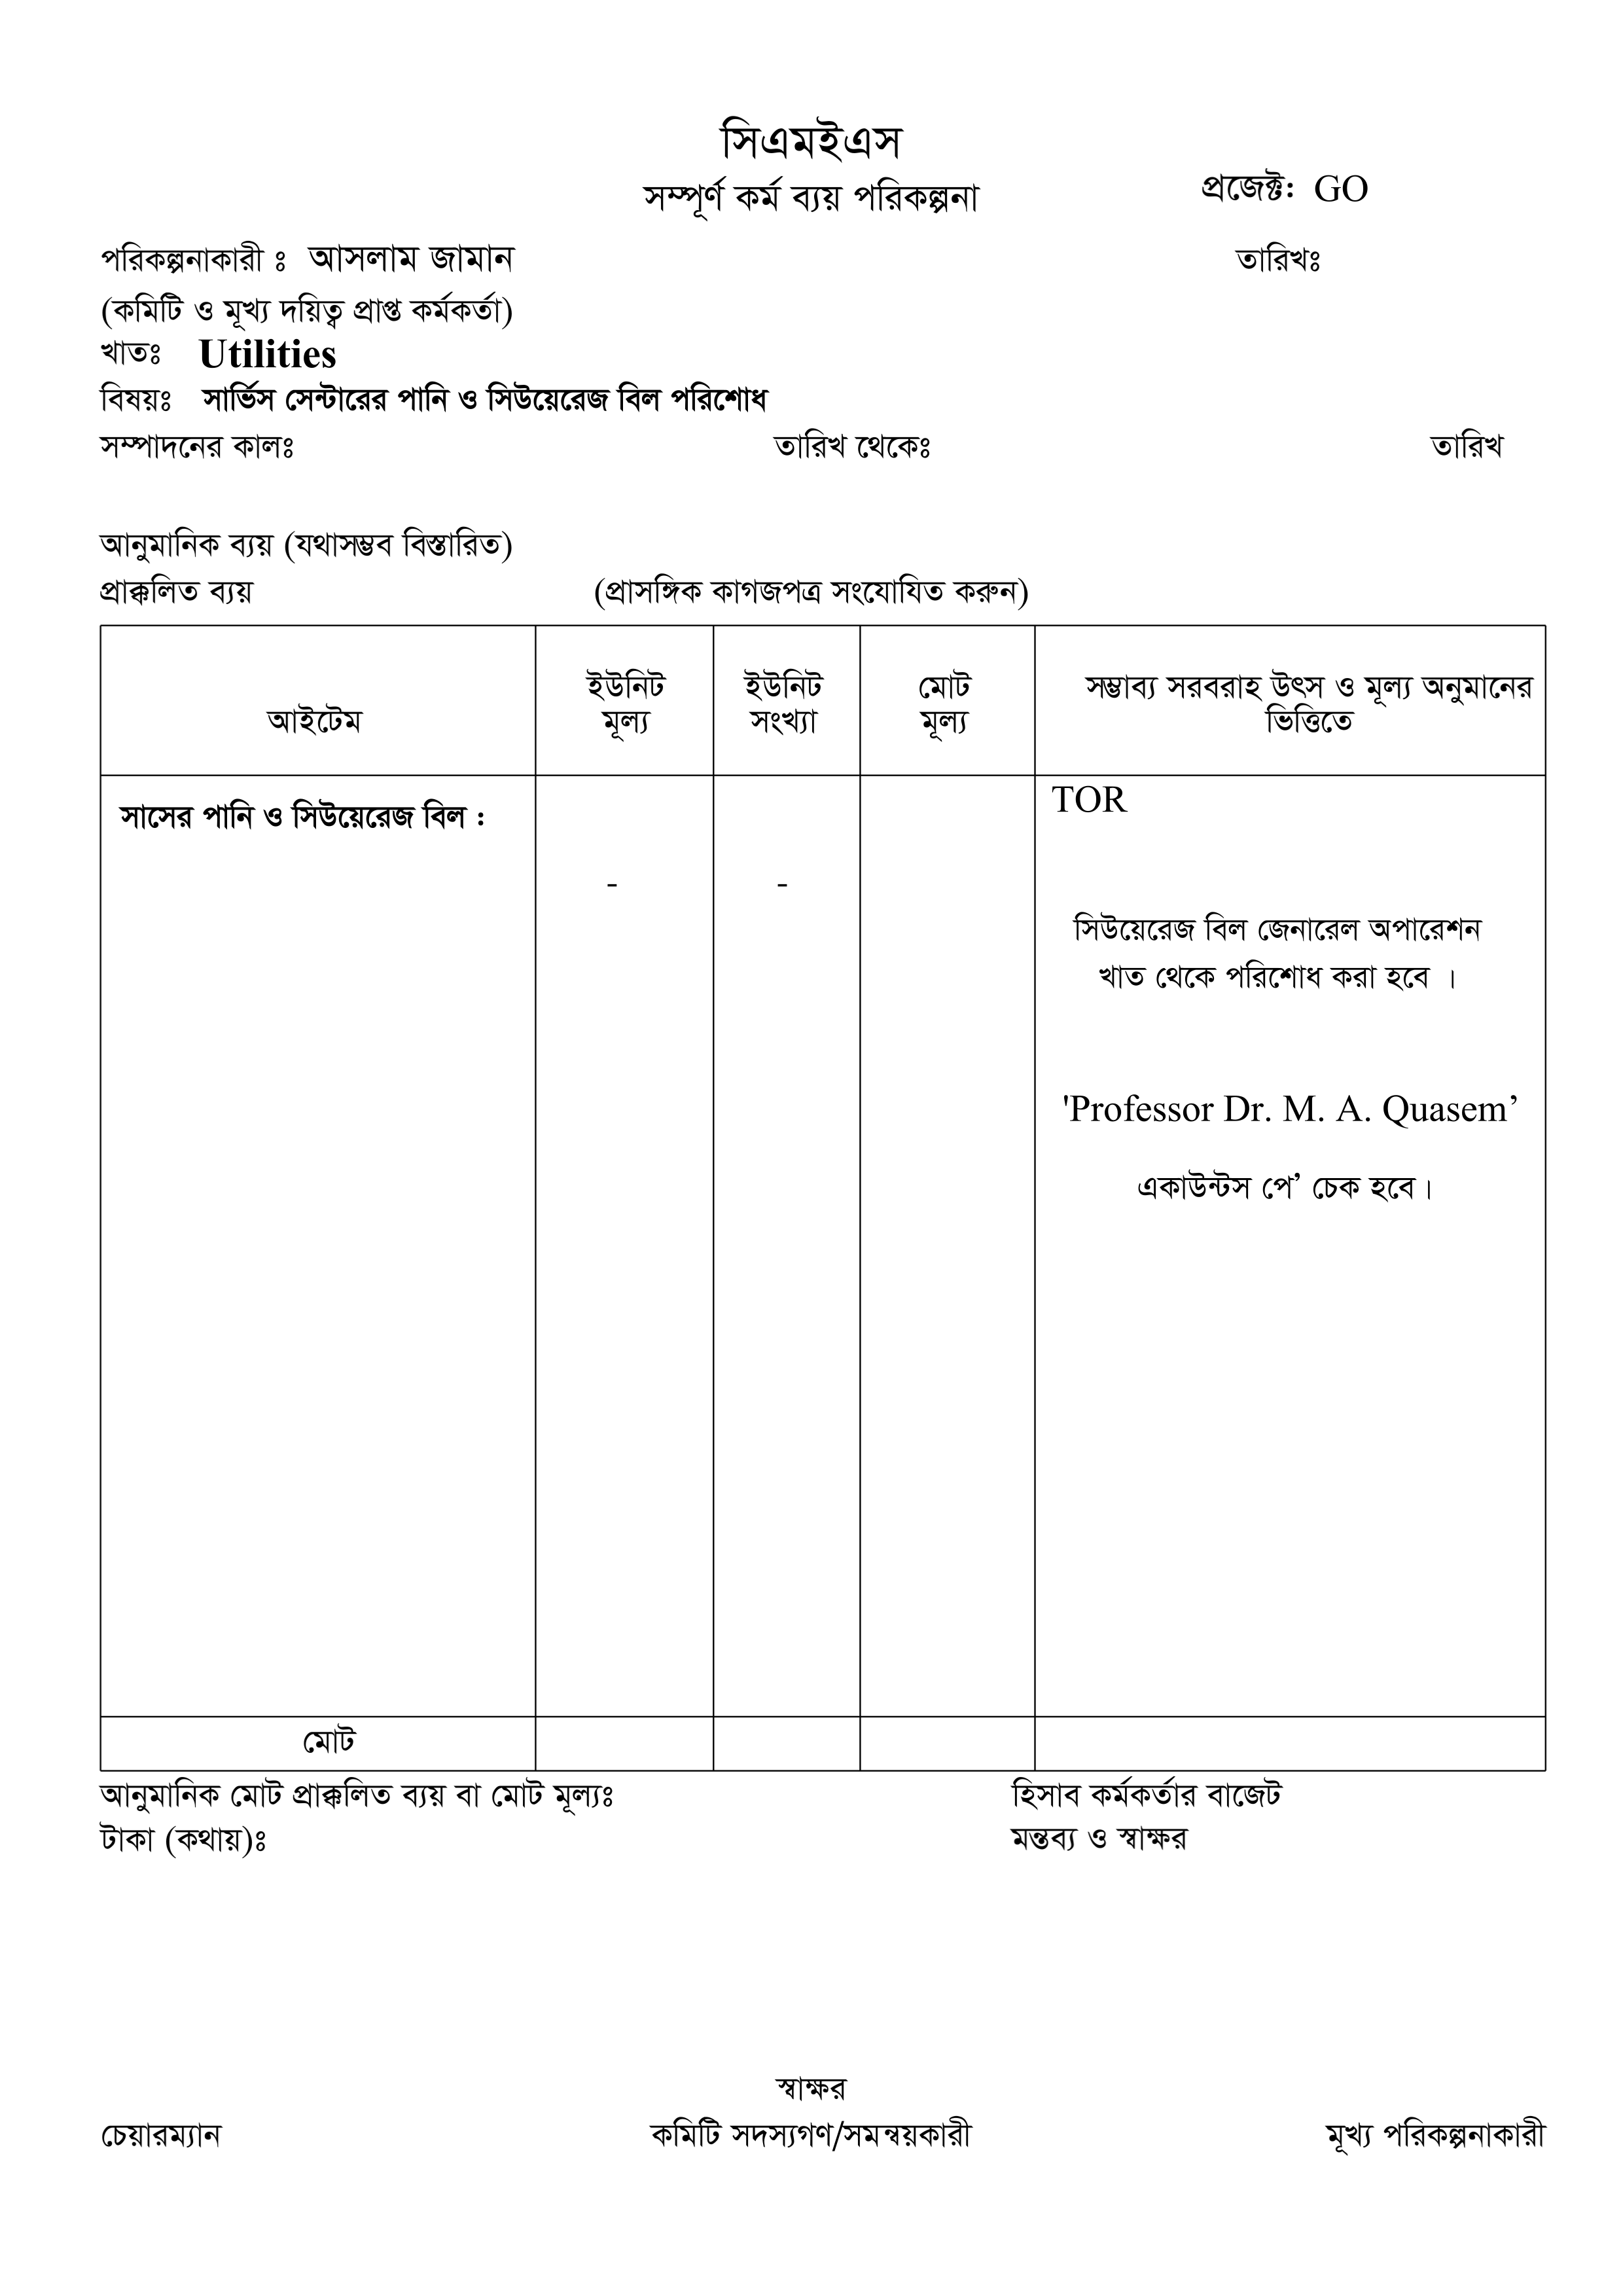 সিএমইএস
সম্পূর্ণ কর্ম ব্যয় পরিকল্পনা
প্রজেক্ট: GO
পরিকল্পনাকারী ঃ আসলাম জামান
তারিখঃ
(কমিটি ও মূখ্য দয়িত্ব প্রাপ্ত কর্মকর্তা)
খাতঃ Utilities
বিষয়ঃ সার্ভিস সেন্টারের পানি ও সিউয়েরেজ বিল পরিশোধ
সম্পাদনের কালঃ তারিখ থেকেঃ তারিখ
আনুমানিক ব্যয় (যথাসম্ভব বিস্তারিত)
প্রাক্কলিত ব্যয় (প্রাসঙ্গিক কাগজপত্র সংযোযিত করুন)
আইটেম
ইউনিট
মূল্য
ইউনিট
সংখ্যা
মোট
মূল্য
সম্ভাব্য সরবরাহ উৎস ও মূল্য অনুমানের
ভিত্তিতে
সাসের পানি ও সিউয়েরেজ বিল :
-
-
TOR
সিউয়েরেজ বিল জেনারেল অপারেশন
খাত থেকে পরিশোধ করা হবে ।
'Professor Dr. M. A. Quasem’
একাউন্টস পে’ চেক হবে।
মোট
আনুমানিক মোট প্রাক্কলিত ব্যয় বা মোট মূল্যঃ
টাকা (কথায়)ঃ
হিসাব কর্মকর্তার বাজেট
মন্তব্য ও স্বাক্ষর
স্বাক্ষর
চেয়ারম্যান কমিটি সদস্যগণ/সমন্বয়কারী মূখ্য পরিকল্পনাকারী